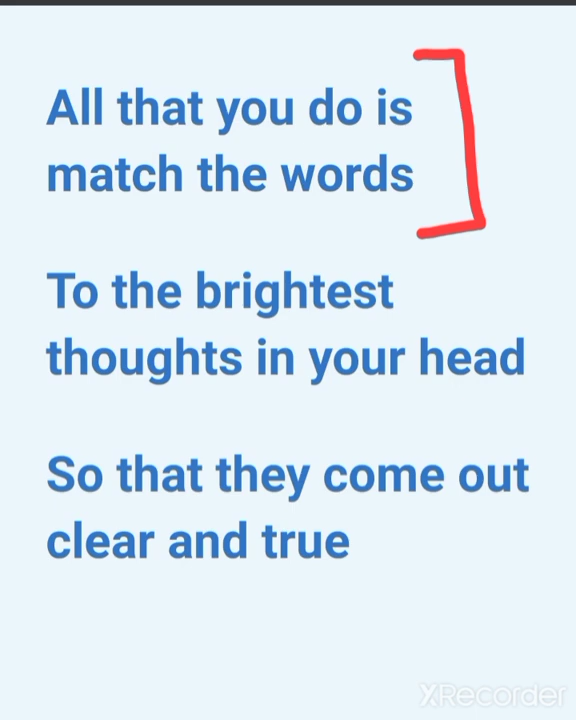 All that you do is
match the words
To the brightest
thoughts in your head
So that they come out
clear and true
XRecorder